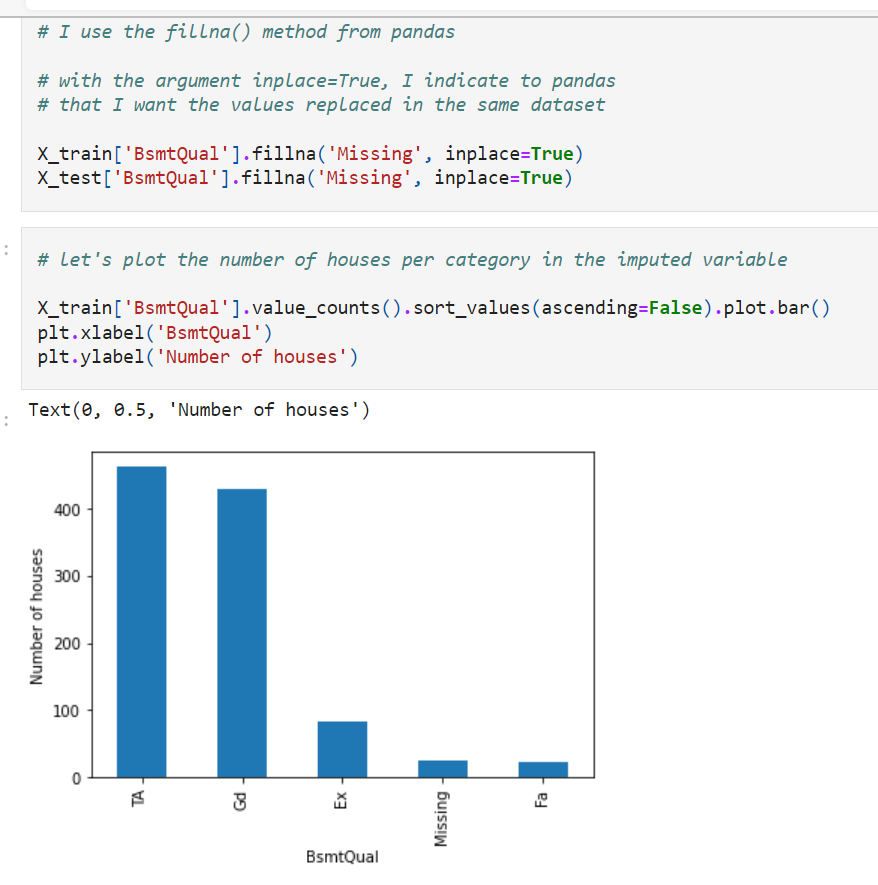 # I use the fillna() method from pandas
# with the argument inplace=True, I indicate to pandas
# that I want the values replaced in the same dataset
X_train['BsmtQual'].fillna('Missing', inplace=True)
X_test['BsmtQual'].fillna('Missing', inplace=True)
:
# let's plot the number of houses per category in the imputed variable
X_train['BsmtQual'].value_counts().sort_values(ascending=False).plot.bar()
plt.xlabel('BsmtQual')
plt.ylabel('Number of houses')
:
Text(0, 0.5, 'Number of houses')
Number of houses
400
300
200
100
0
TA
Gd
Ex
Missing
Fa
BsmtQual